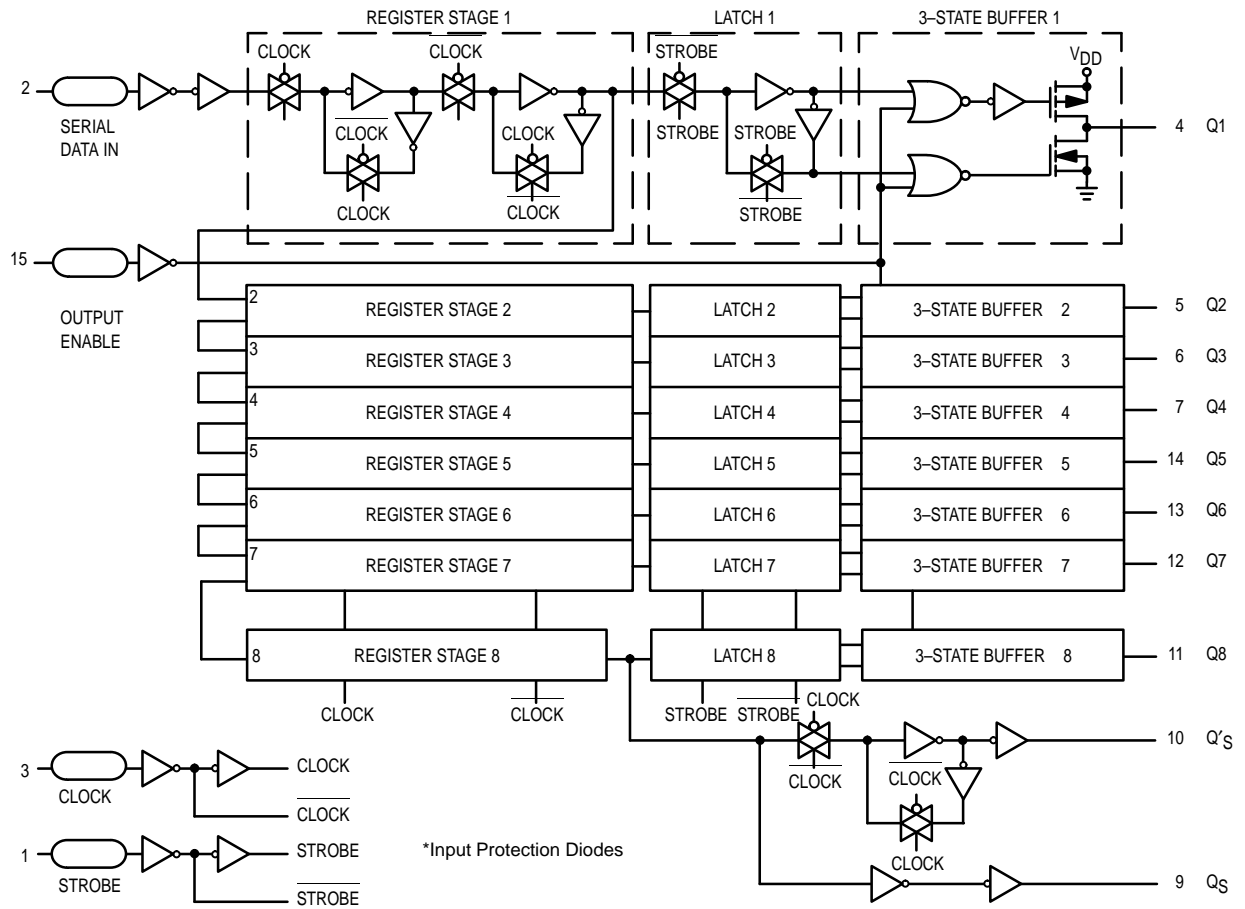 REGISTER STAGE 1
LATCH 1
3–STATE BUFFER 1
CLOCK
CLOCK
STROBE
VDD
2
SERIAL
DATA IN
CLOCK
CLOCK
CLOCK
CLOCK
STROBE
STROBE
STROBE
4 Q1
15
OUTPUT
ENABLE
2 REGISTER STAGE 2 LATCH 2 3–STATE BUFFER 2 5 Q2
3 REGISTER STAGE 3 LATCH 3 3–STATE BUFFER 3 6 Q3
4 REGISTER STAGE 4 LATCH 4 3–STATE BUFFER 4 7 Q4
5 REGISTER STAGE 5 LATCH 5 3–STATE BUFFER 5 14 Q5
6 REGISTER STAGE 6 LATCH 6 3–STATE BUFFER 6 13 Q6
7 REGISTER STAGE 7 LATCH 7 3–STATE BUFFER 7 12 Q7
8 REGISTER STAGE 8 LATCH 8 3–STATE BUFFER 8 11 Q8
CLOCK
CLOCK
STROBE
STROBE
CLOCK
CLOCK
CLOCK
CLOCK
10 Q′S
9 QS
3
CLOCK
CLOCK
CLOCK
1
STROBE
STROBE
STROBE
*Input Protection Diodes